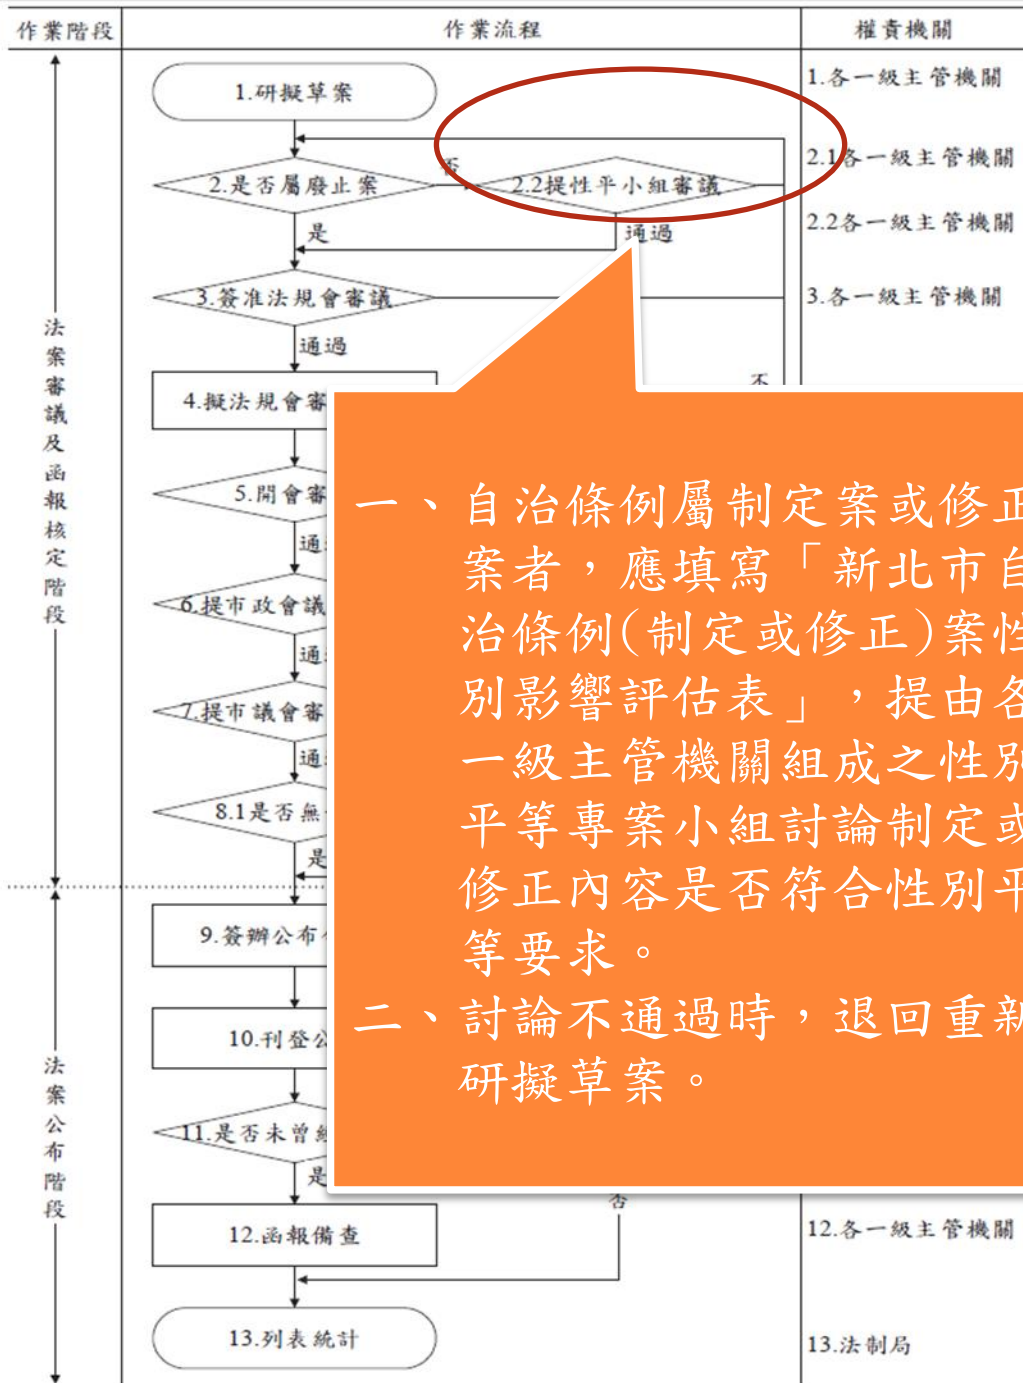 作業階段
作業流程
權責機關
1.研擬草案
1.各一級主管機關
2.是否屬廢止案
否
2.2提性平小組審議
2.1各一級主管機關
是
通過
2.2各一級主管機關
3.簽准法規會審議
3.各一級主管機關
通過
否
4.擬法規會審
5.開會審
通
6.提市政會議
通
7.提市議會審
通
8.1是否無
是
法案審議及函報核定階段
一、自治條例屬制定案或修正
案者，應填寫「新北市自
治條例(制定或修正)案性
別影響評估表」，提由各
一級主管機關組成之性別
平等專案小組討論制定或
修正內容是否符合性別平
等要求。
二、討論不通過時，退回重新
研擬草案。
9.簽辦公布
10.刊登公
11.是否未曾
是
否
12.函報備查
12.各一級主管機關
13.列表統計
13.法制局
法案公布階段